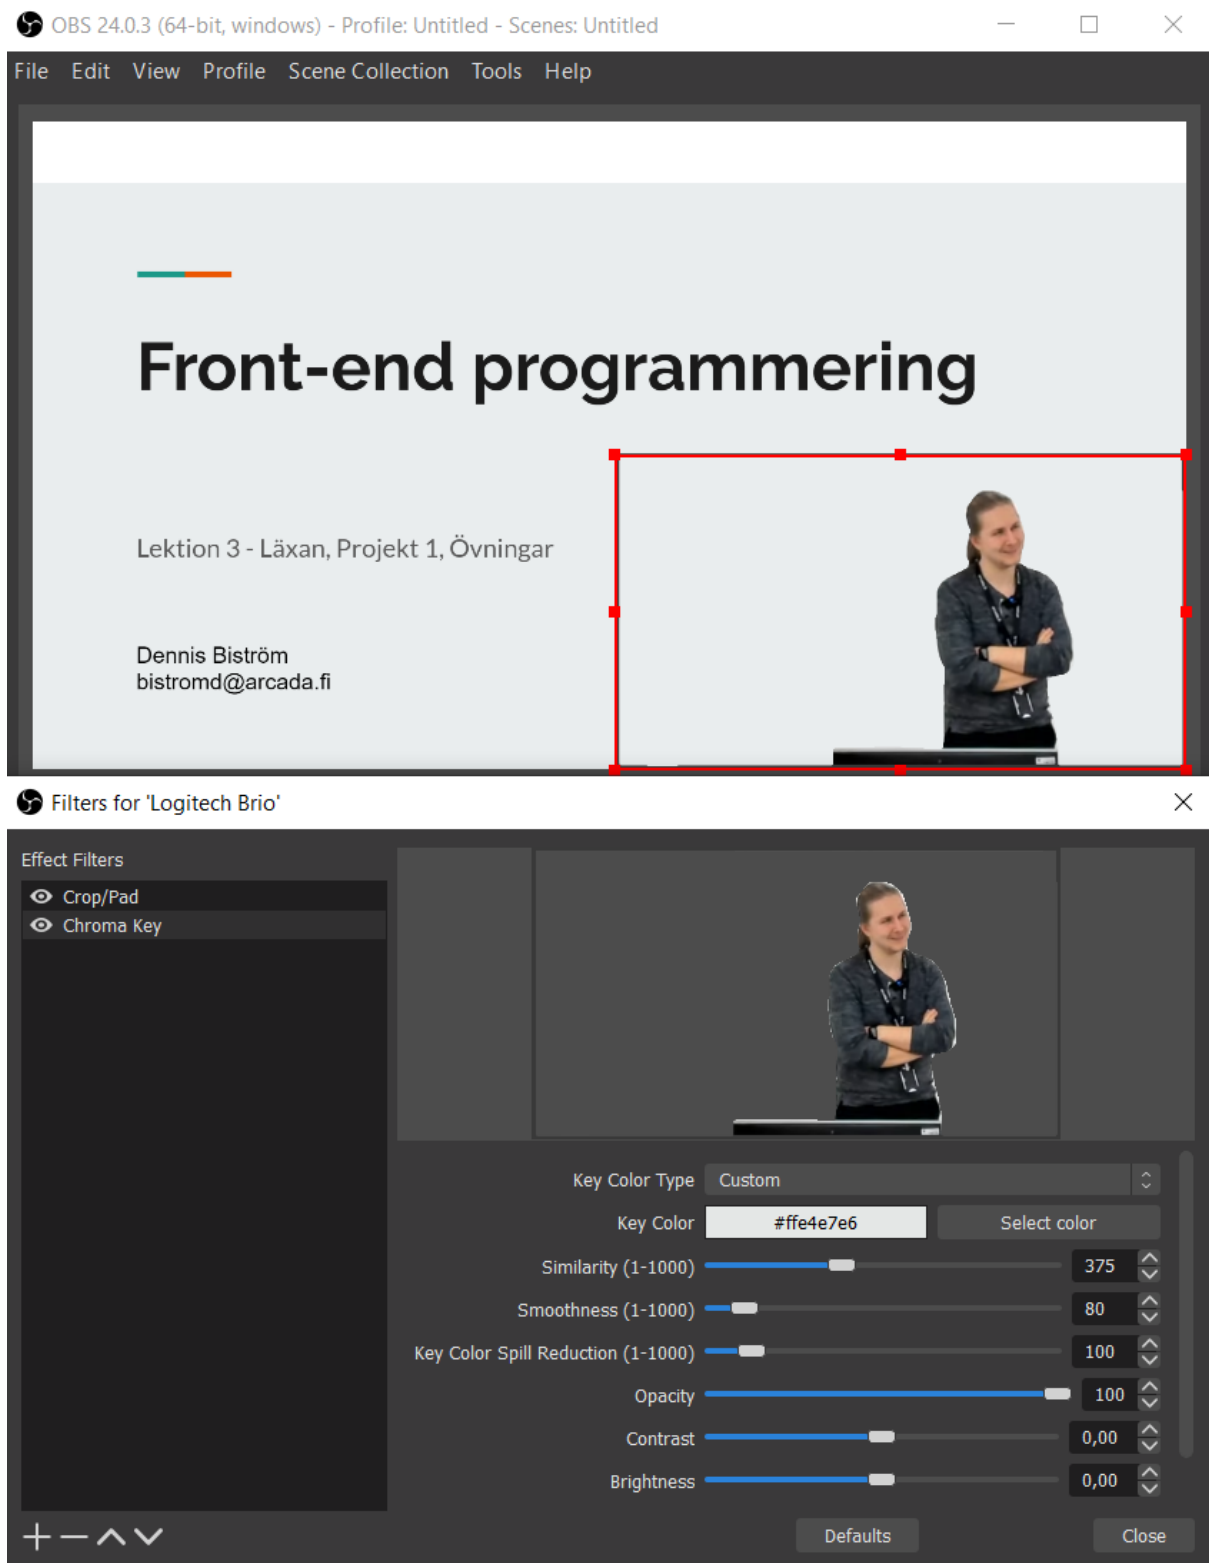 OBS 24.0.3 (64-bit, windows) - Profile: Untitled - Scenes: Untitled
File Edit View Profile Scene Collection Tools Help
Front-end programmering
Lektion 3 - Läxan, Projekt 1, Övningar
Dennis Biström
bistromd@arcada.fi
Filters for 'Logitech Brio'
Effect Filters
Crop/Pad
Chroma Key
Key Color Type Custom
Key Color #ffe4e7e6 Select color
Similarity (1-1000) 375
Smoothness (1-1000) 80
Key Color Spill Reduction (1-1000) 100
Opacity 100
Contrast 0,00
Brightness 0,00
Defaults Close